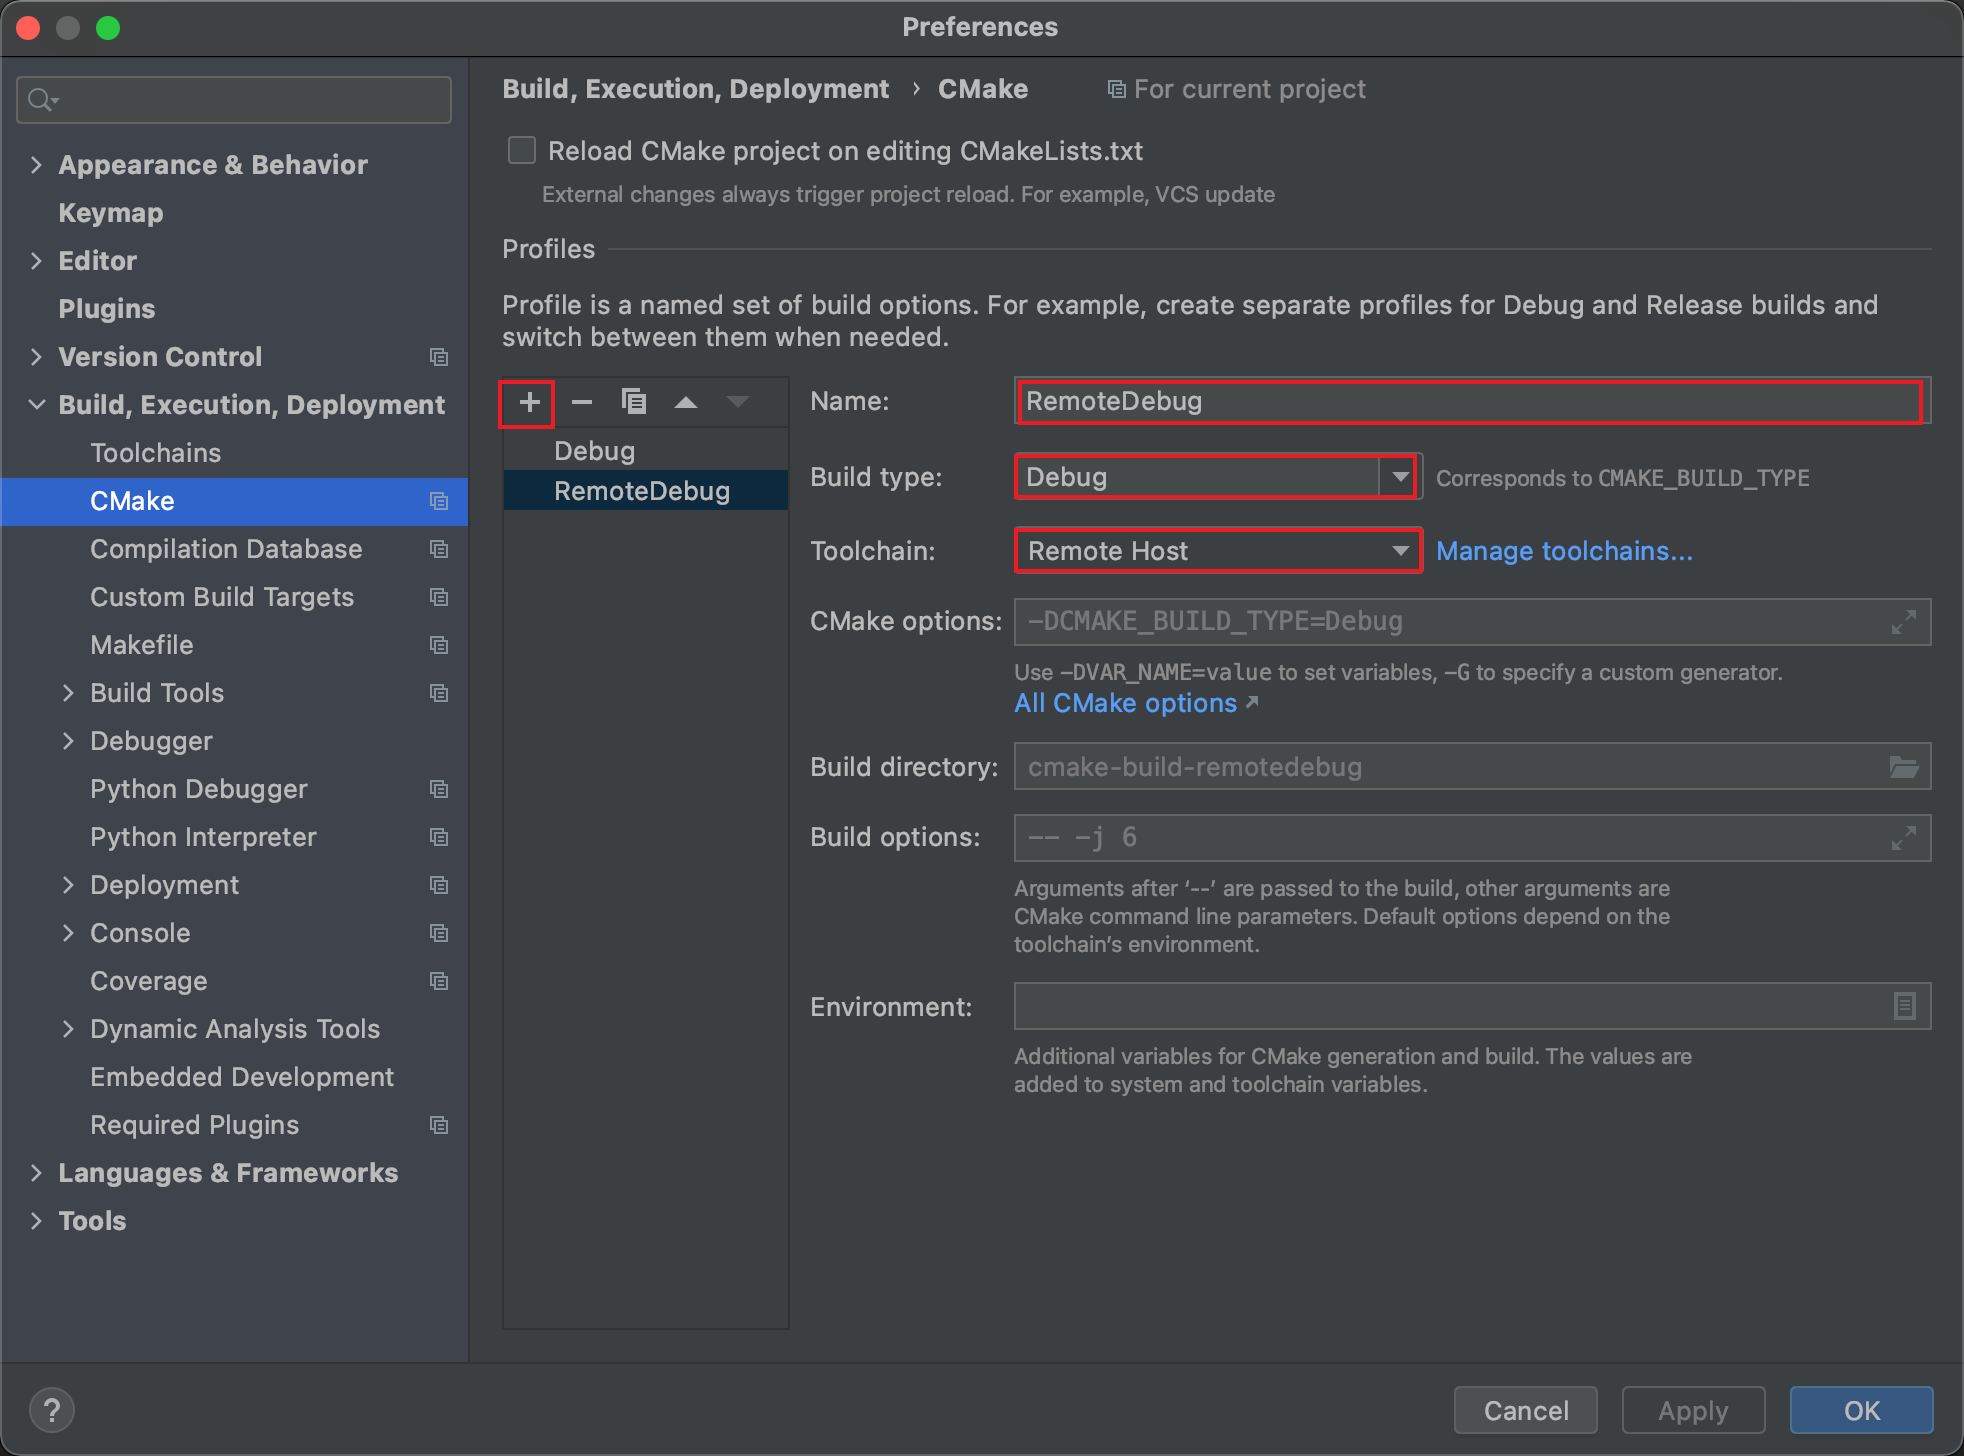 Preferences
Appearance & Behavior
Keymap
Editor
Plugins
Version Control
Build, Execution, Deployment
Toolchains
CMake
Compilation Database
Custom Build Targets
Makefile
Build Tools
Debugger
Python Debugger
Python Interpreter
Deployment
Console
Coverage
Dynamic Analysis Tools
Embedded Development
Required Plugins
Languages & Frameworks
Tools
Build, Execution, Deployment › CMake For current project
Reload CMake project on editing CMakeLists.txt
External changes always trigger project reload. For example, VCS update
Profiles
Profile is a named set of build options. For example, create separate profiles for Debug and Release builds and
switch between them when needed.
Debug
RemoteDebug
Name: RemoteDebug
Build type: Debug Corresponds to CMAKE_BUILD_TYPE
Toolchain: Remote Host Manage toolchains...
CMake options: -DCMAKE_BUILD_TYPE=Debug
Use -DVAR_NAME=value to set variables, -G to specify a custom generator.
All CMake options ↗
Build directory: cmake-build-remotedebug
Build options: -- -j 6
Arguments after ‘--’ are passed to the build, other arguments are
CMake command line parameters. Default options depend on the
toolchain’s environment.
Environment:
Additional variables for CMake generation and build. The values are
added to system and toolchain variables.
? Cancel Apply OK